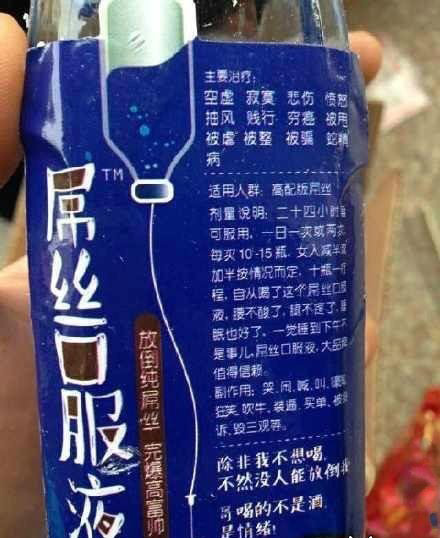 屌丝口服液
TM
放倒纯屌丝 完爆高富帅
主要治疗:
空虚 寂寞 悲伤 愤怒
抽风 贱行 穷癌 被甩
被虐 被整 被骗 蛇精
病
适用人群: 高配版屌丝
剂量说明: 二十四小时
可服用, 一日一次或两次,
每次10-15瓶, 女人减半或
加半按情况而定, 十瓶一疗
程, 自从喝了这个屌丝口服
液, 腰不酸了, 腿不疼了, 睡
眠也好了, 一觉睡到下午不
是事儿, 屌丝口服液, 大品牌
值得信赖。
副作用: 哭、闹、喊、叫、
狂笑、吹牛、装逼、买单、被
诉、毁三观等。
除非我不想喝,
不然没人能放倒我
哥喝的不是酒,
是情绪!